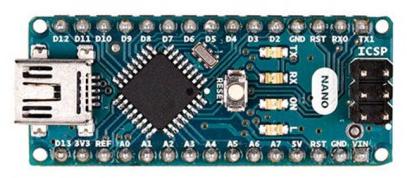 D12 D11 D10 D9 D8 D7 D6 D5 D4 D3 D2 GND RST RX0 TX1
TX
RX
ON
RESET
NANO
ICSP
D13 3V3 REF A0 A1 A2 A3 A4 A5 A6 A7 5V RST GND VIN